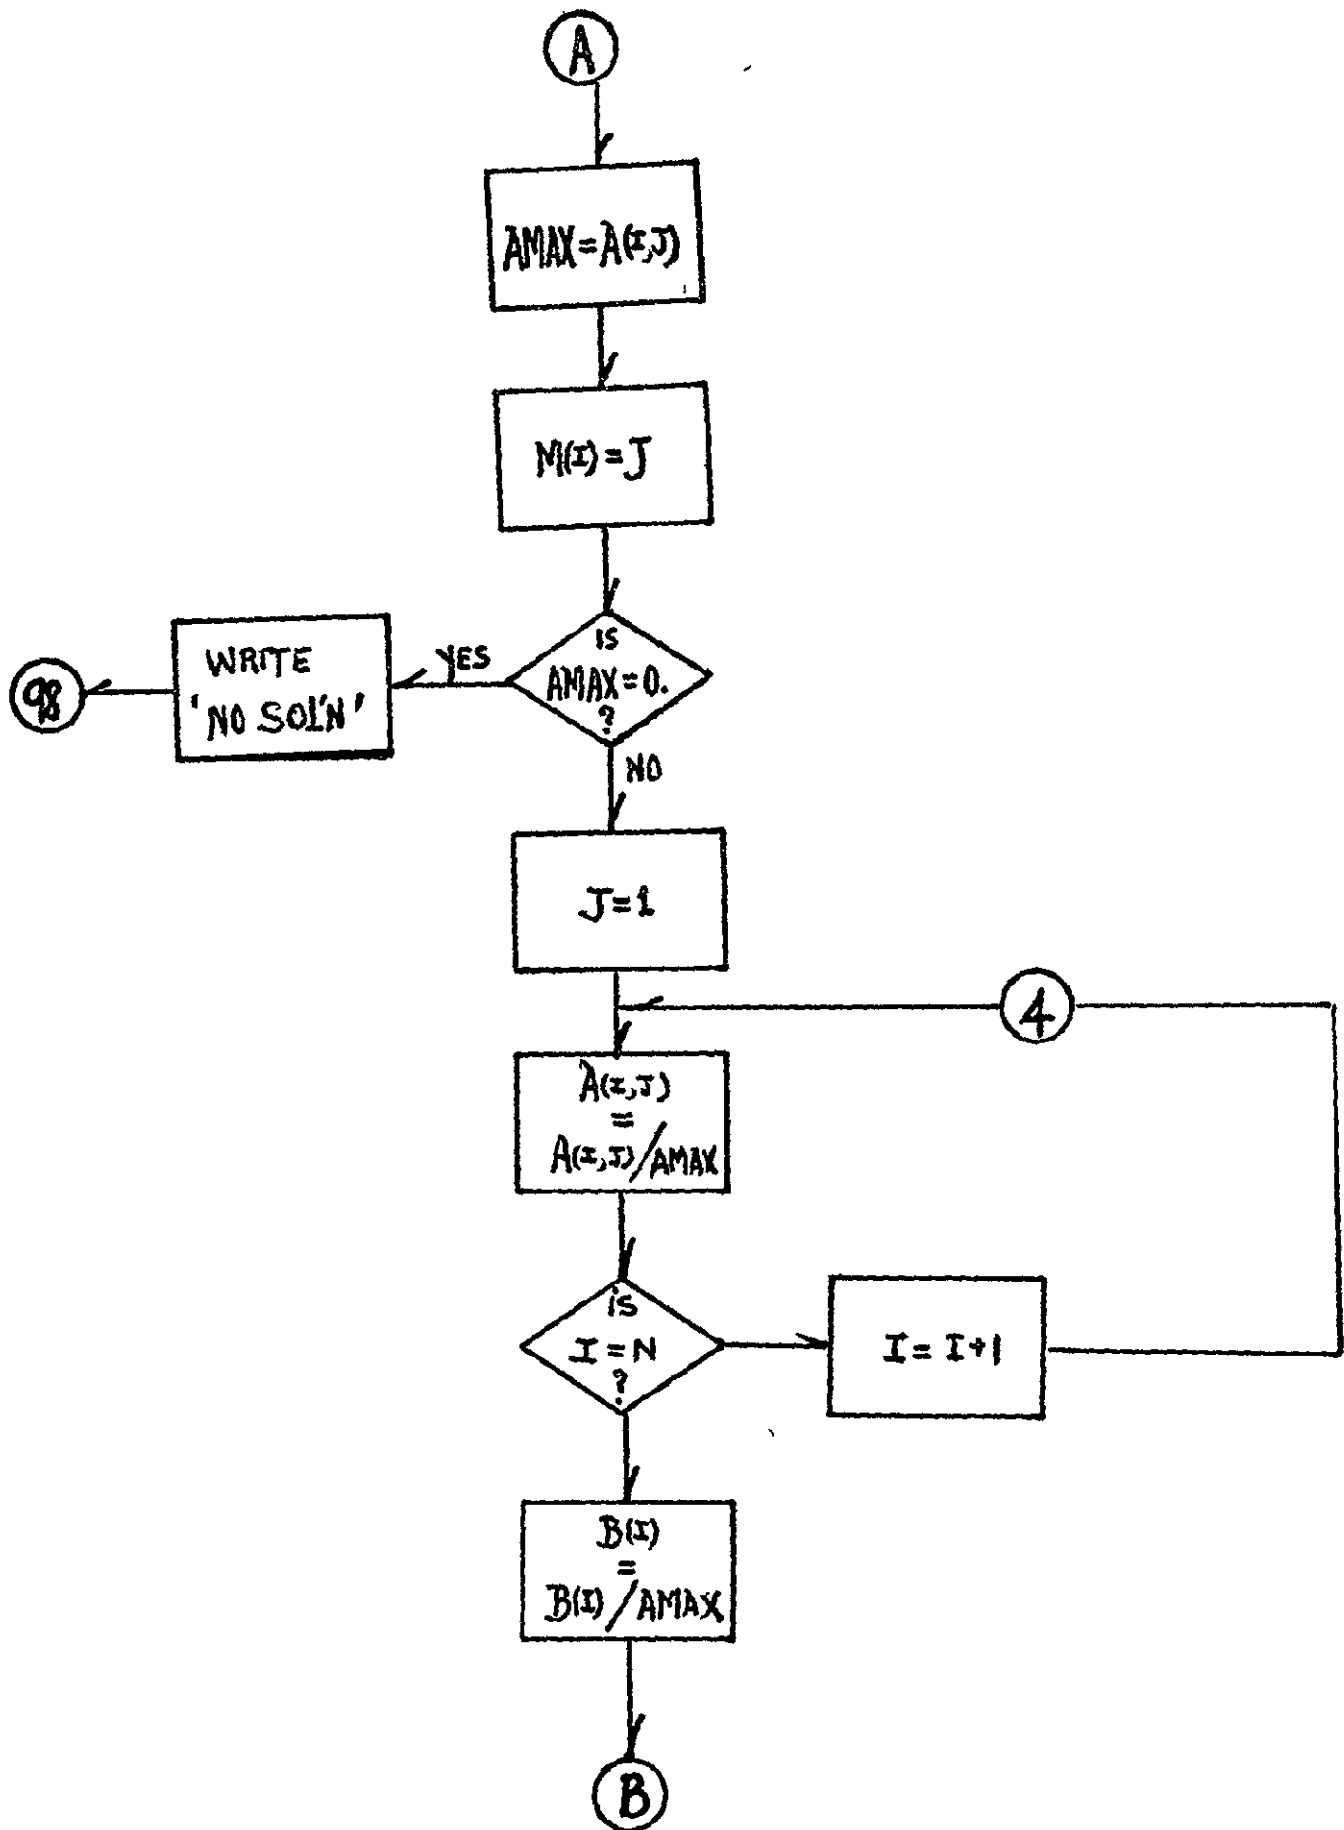 A
AMAX=A(I,J)
M(I)=J
IS
AMAX=0.
?
YES
WRITE
'NO SOL'N'
98
NO
J=1
4
A(I,J)
=
A(I,J)/AMAX
is
I=N
?
I=I+1
B(I)
=
B(I)/AMAX
B